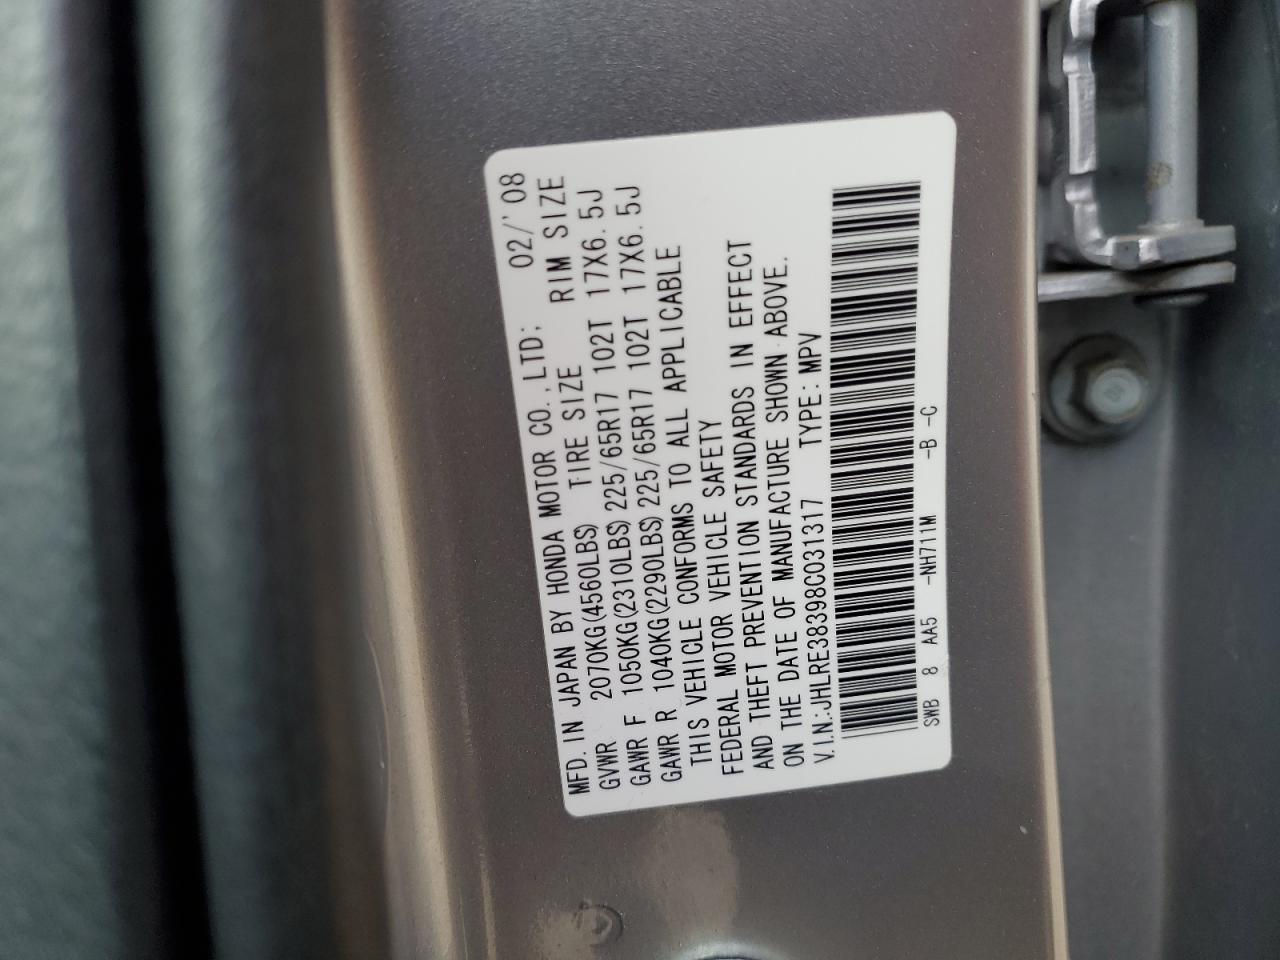 MFD. IN JAPAN BY HONDA MOTOR CO., LTD: 02/'08
GVWR 2070KG(4560LBS) TIRE SIZE RIM SIZE
GAWR F 1050KG(2310LBS) 225/65R17 102T 17X6.5J
GAWR R 1040KG(2290LBS) 225/65R17 102T 17X6.5J
THIS VEHICLE CONFORMS TO ALL APPLICABLE
FEDERAL MOTOR VEHICLE SAFETY
AND THEFT PREVENTION STANDARDS IN EFFECT
ON THE DATE OF MANUFACTURE SHOWN ABOVE.
V.I.N.:JHLRE38398C031317 TYPE: MPV
SWB 8 AA5 -NH711M -B -C